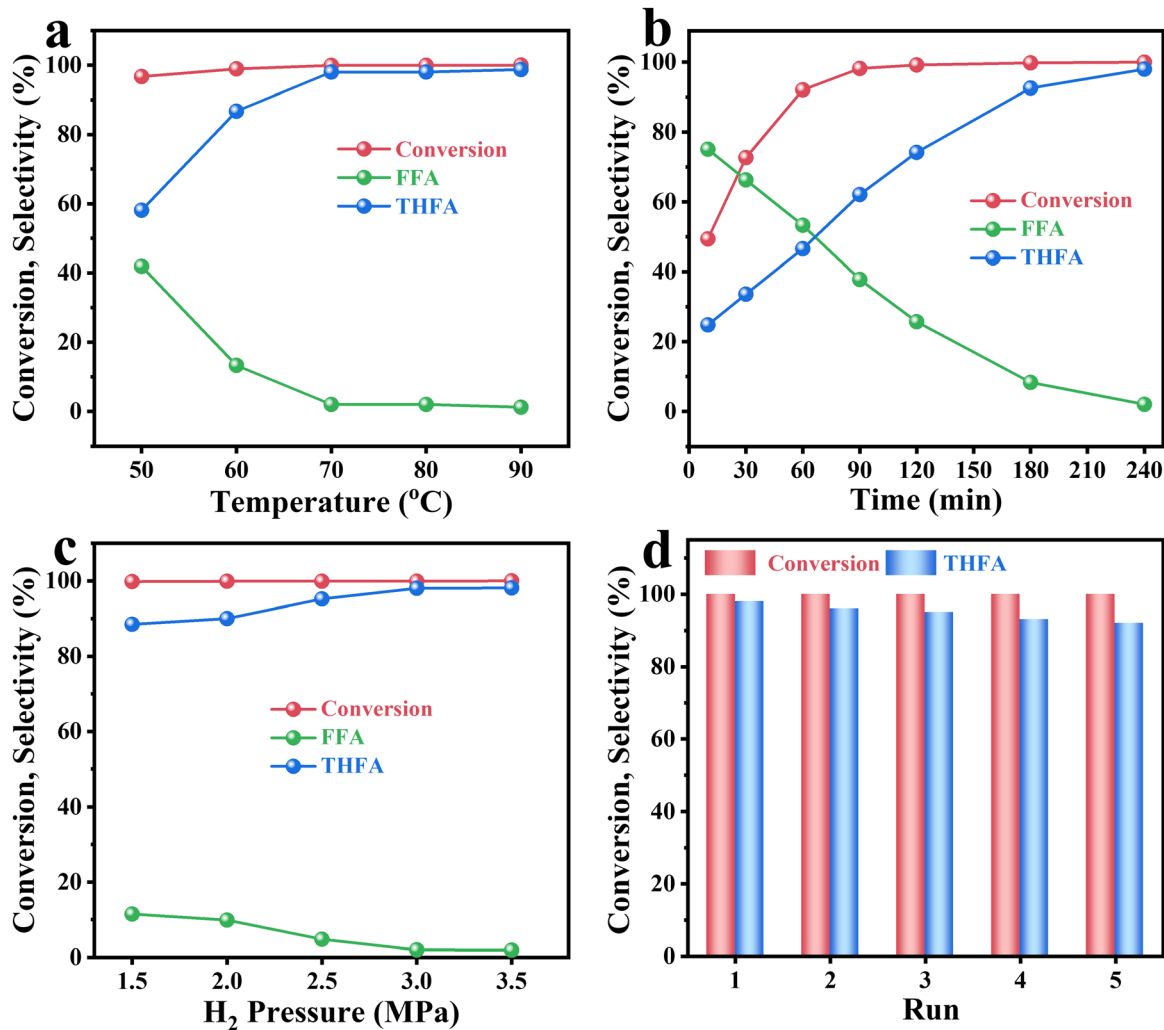 a
Conversion, Selectivity (%)
100
80
60
40
20
0
Conversion
FFA
THFA
50 60 70 80 90
Temperature (°C)
b
Conversion, Selectivity (%)
100
80
60
40
20
0
Conversion
FFA
THFA
0 30 60 90 120 150 180 210 240
Time (min)
c
Conversion, Selectivity (%)
100
80
60
40
20
0
Conversion
FFA
THFA
1.5 2.0 2.5 3.0 3.5
H₂ Pressure (MPa)
d
Conversion, Selectivity (%)
100
80
60
40
20
0
Conversion THFA
1 2 3 4 5
Run